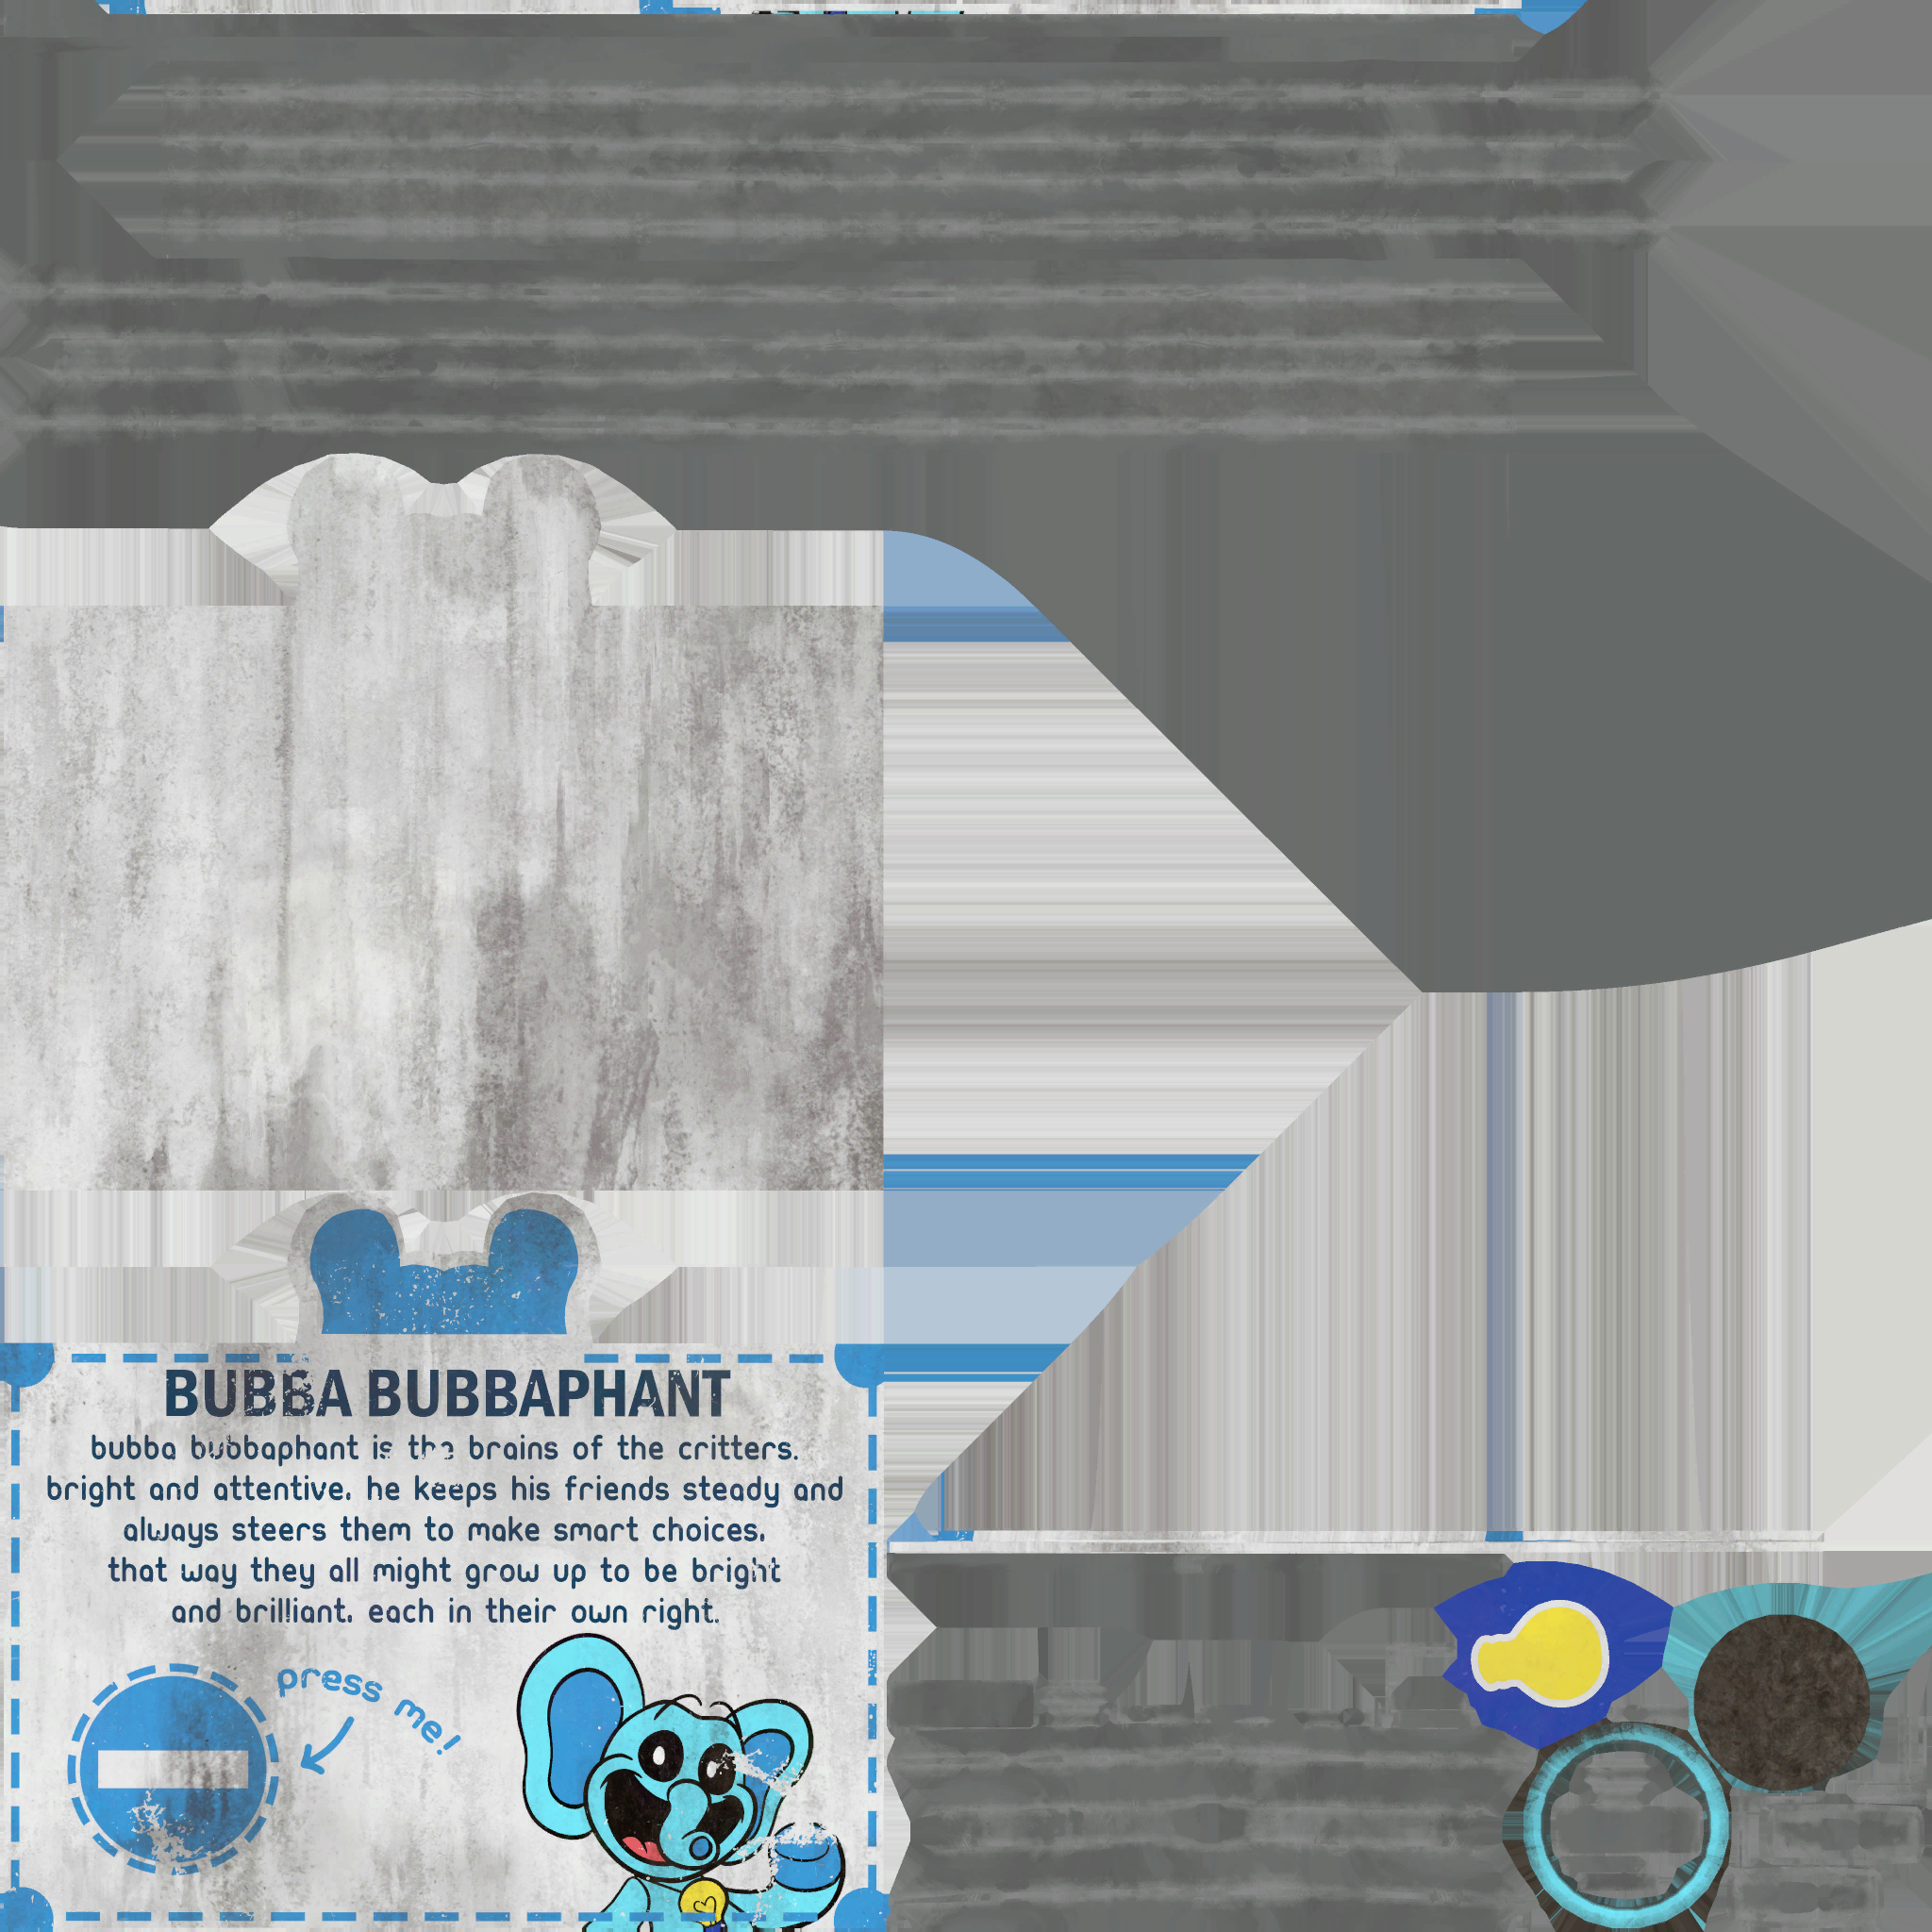 BUBBA BUBBAPHANT
bubba bubbaphant is the brains of the critters.
bright and attentive. he keeps his friends steady and
always steers them to make smart choices.
that way they all might grow up to be bright
and brilliant. each in their own right.
press me!